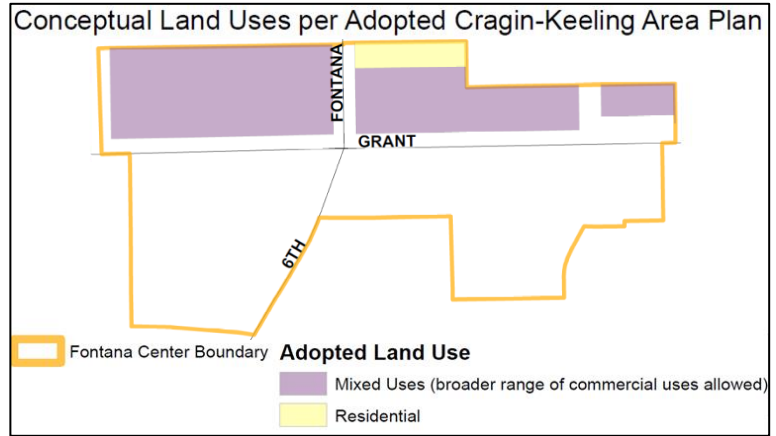 Conceptual Land Uses per Adopted Cragin-Keeling Area Plan
FONTANA
GRANT
6TH
Fontana Center Boundary
Adopted Land Use
Mixed Uses (broader range of commercial uses allowed)
Residential